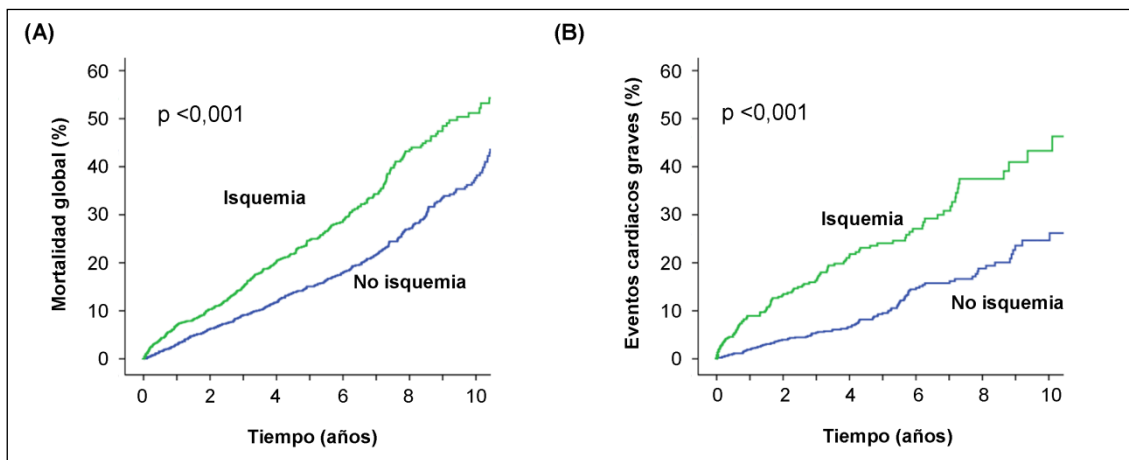 (A)
Mortalidad global (%)
60
50
40
30
20
10
0
p <0,001
Isquemia
No isquemia
0 2 4 6 8 10
Tiempo (años)
(B)
Eventos cardiacos graves (%)
60
50
40
30
20
10
0
p <0,001
Isquemia
No isquemia
0 2 4 6 8 10
Tiempo (años)